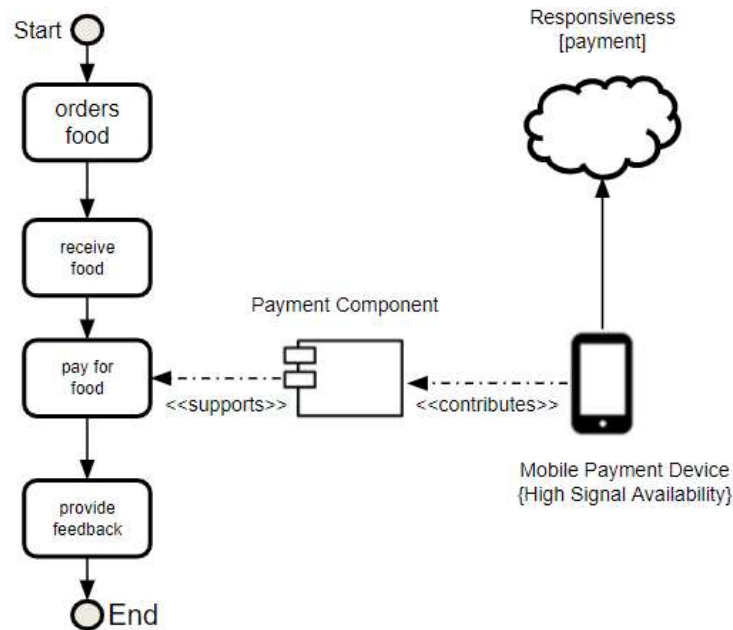 Start
orders
food
receive
food
pay for
food
provide
feedback
End
Payment Component
<<supports>>
<<contributes>>
Responsiveness
[payment]
Mobile Payment Device
{High Signal Availability}